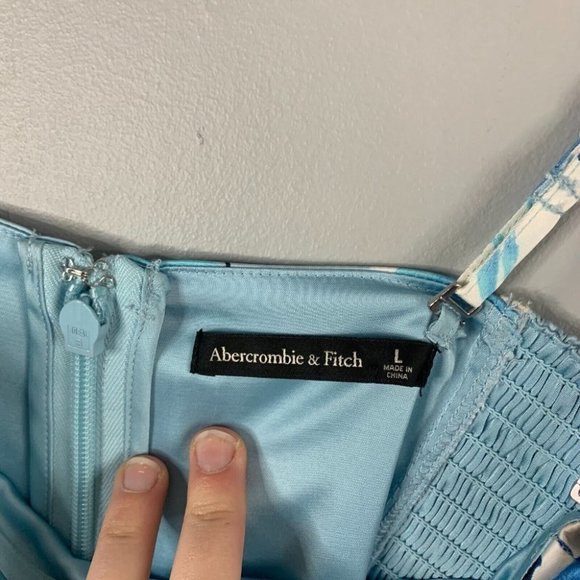 Abercrombie & Fitch
L
MADE IN
CHINA